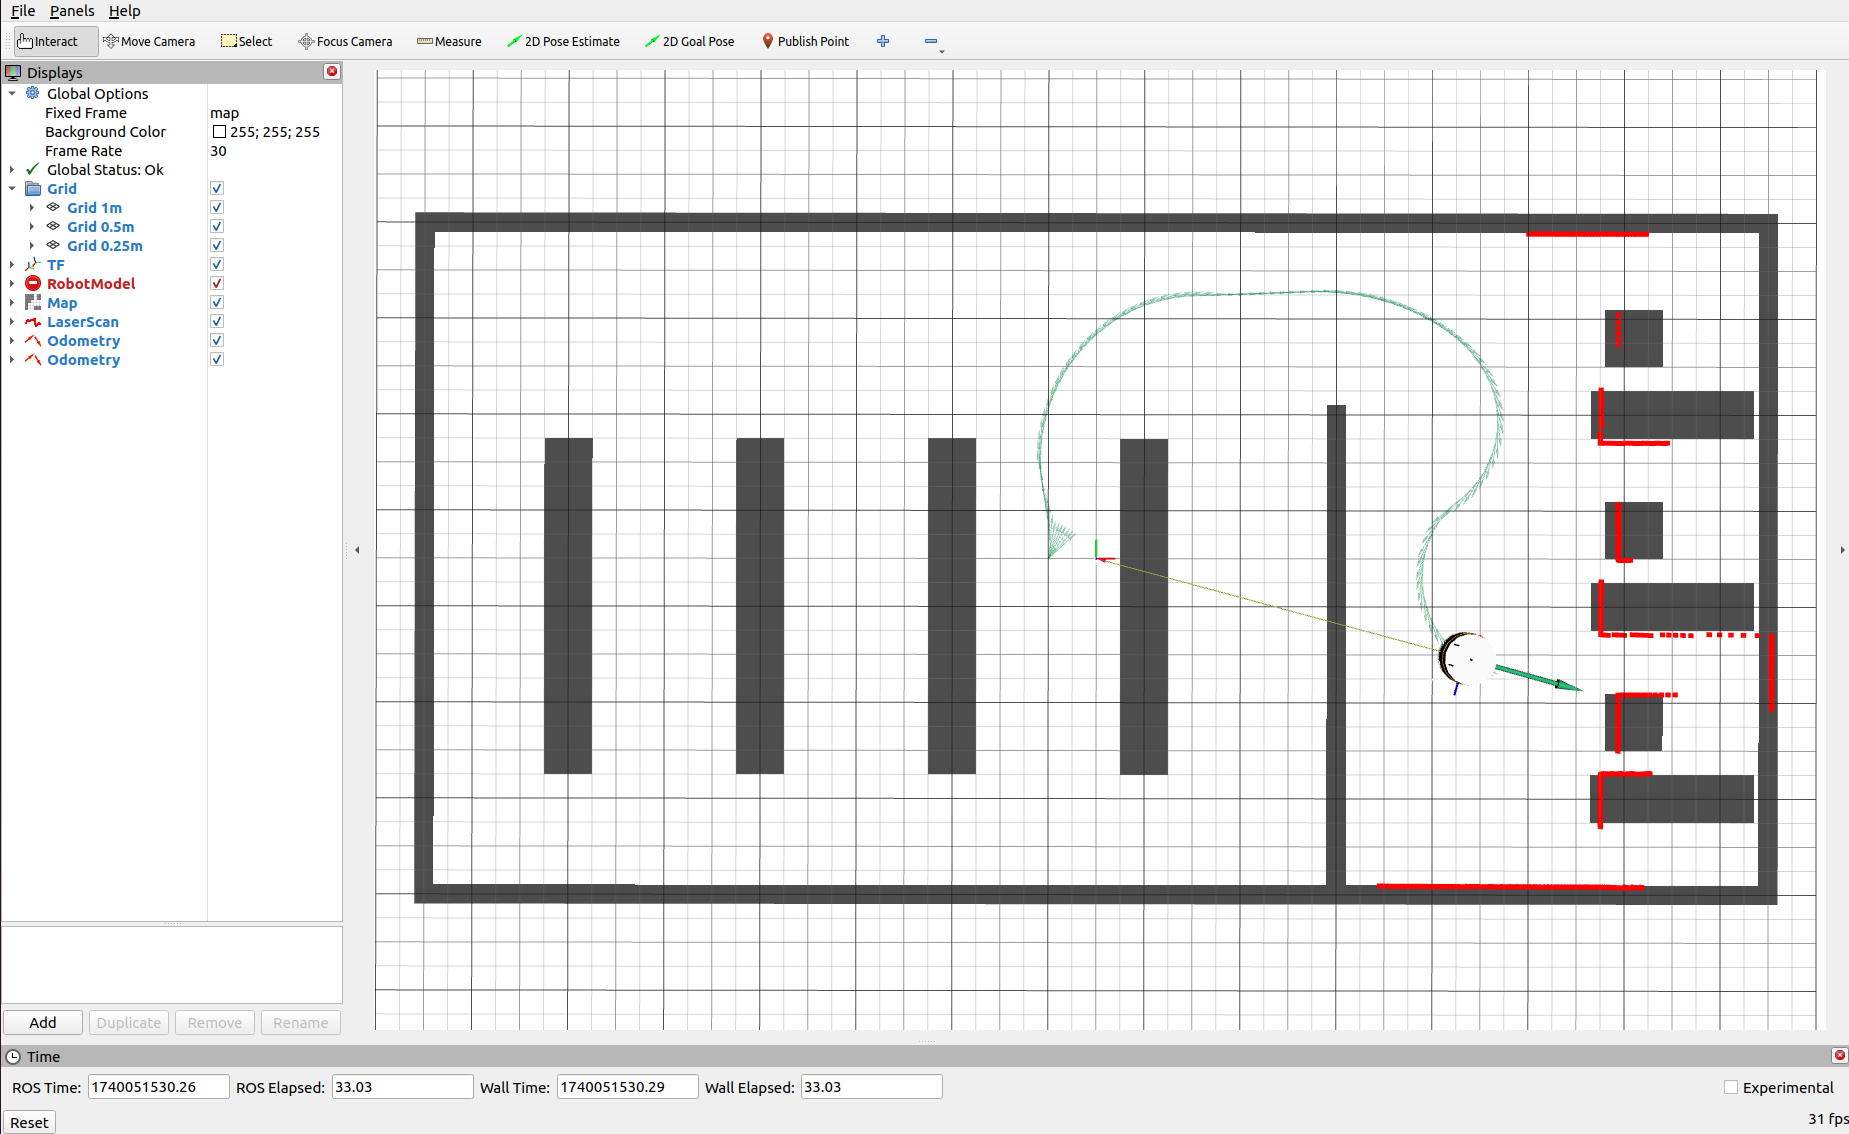 File Panels Help
Interact Move Camera Select Focus Camera Measure 2D Pose Estimate 2D Goal Pose Publish Point
Displays
Global Options
Fixed Frame map
Background Color 255; 255; 255
Frame Rate 30
Global Status: Ok
Grid
Grid 1m
Grid 0.5m
Grid 0.25m
TF
RobotModel
Map
LaserScan
Odometry
Odometry
Add Duplicate Remove Rename
Time
ROS Time: 1740051530.26 ROS Elapsed: 33.03 Wall Time: 1740051530.29 Wall Elapsed: 33.03 Experimental
Reset 31 fps